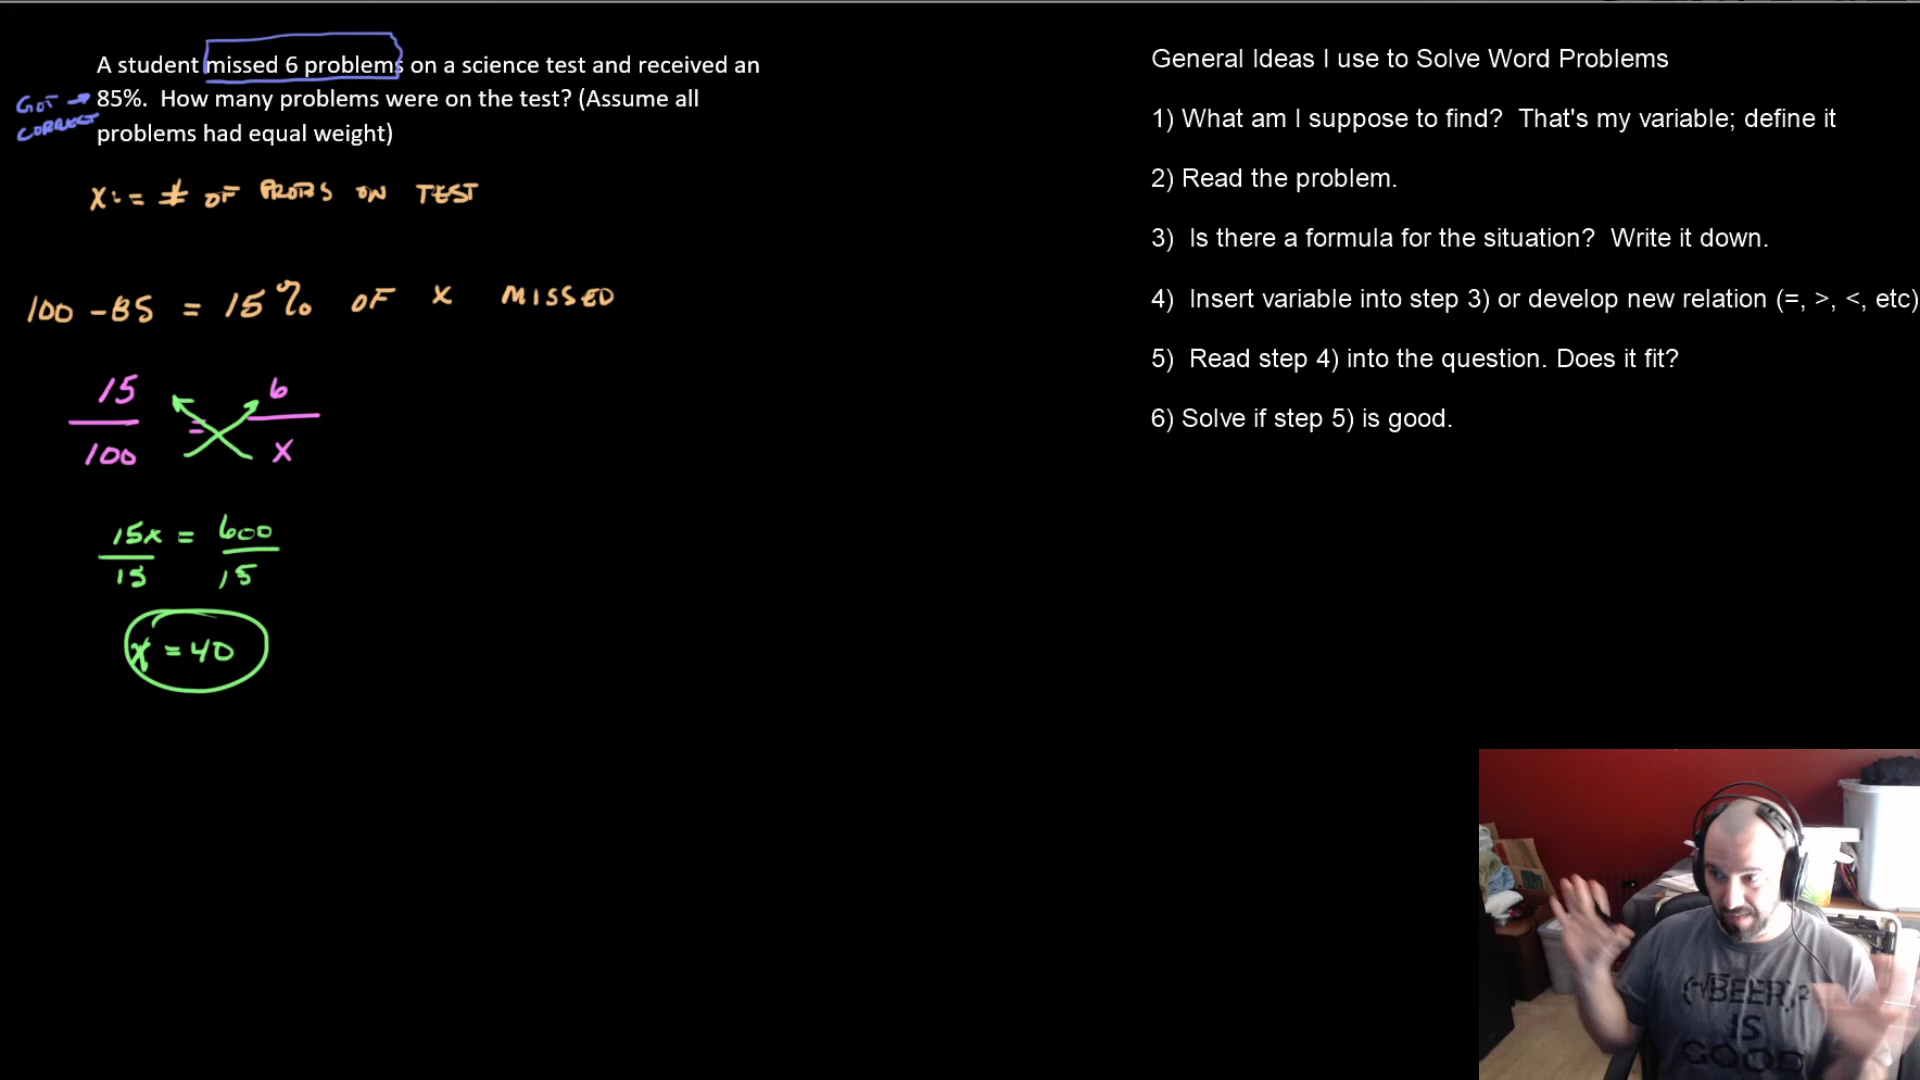 A student missed 6 problems on a science test and received an
GOT → 85%. How many problems were on the test? (Assume all
CORRECT problems had equal weight)
x := # OF PROBS ON TEST
100 - 85 = 15% OF X MISSED
15/100 = 6/x
15x/15 = 600/15
x = 40
General Ideas I use to Solve Word Problems
1) What am I suppose to find? That's my variable; define it
2) Read the problem.
3) Is there a formula for the situation? Write it down.
4) Insert variable into step 3) or develop new relation (=, >, <, etc)
5) Read step 4) into the question. Does it fit?
6) Solve if step 5) is good.
BEER
IS
GOOD